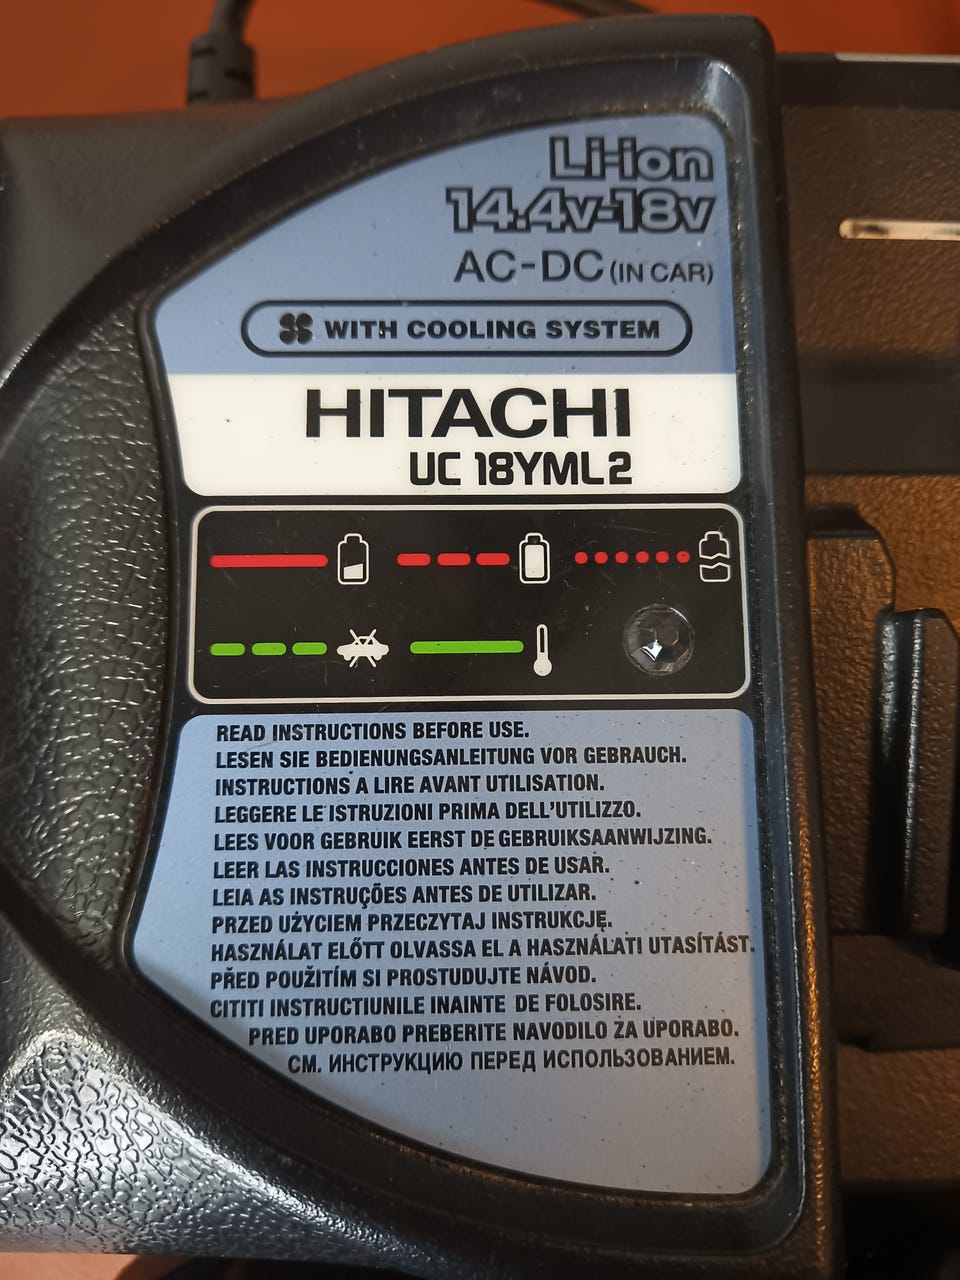 Li-ion
14.4v-18v
AC-DC (IN CAR)
WITH COOLING SYSTEM
HITACHI
UC 18YML2
READ INSTRUCTIONS BEFORE USE.
LESEN SIE BEDIENUNGSANLEITUNG VOR GEBRAUCH.
INSTRUCTIONS A LIRE AVANT UTILISATION.
LEGGERE LE ISTRUZIONI PRIMA DELL'UTILIZZO.
LEES VOOR GEBRUIK EERST DE GEBRUIKSAANWIJZING.
LEER LAS INSTRUCCIONES ANTES DE USAR.
LEIA AS INSTRUÇÕES ANTES DE UTILIZAR.
PRZED UŻYCIEM PRZECZYTAJ INSTRUKCJĘ.
HASZNÁLAT ELŐTT OLVASSA EL A HASZNÁLATI UTASÍTÁST.
PŘED POUŽITÍM SI PROSTUDUJTE NÁVOD.
CITITI INSTRUCTIUNILE INAINTE DE FOLOSIRE.
PRED UPORABO PREBERITE NAVODILO ZA UPORABO.
СМ. ИНСТРУКЦИЮ ПЕРЕД ИСПОЛЬЗОВАНИЕМ.